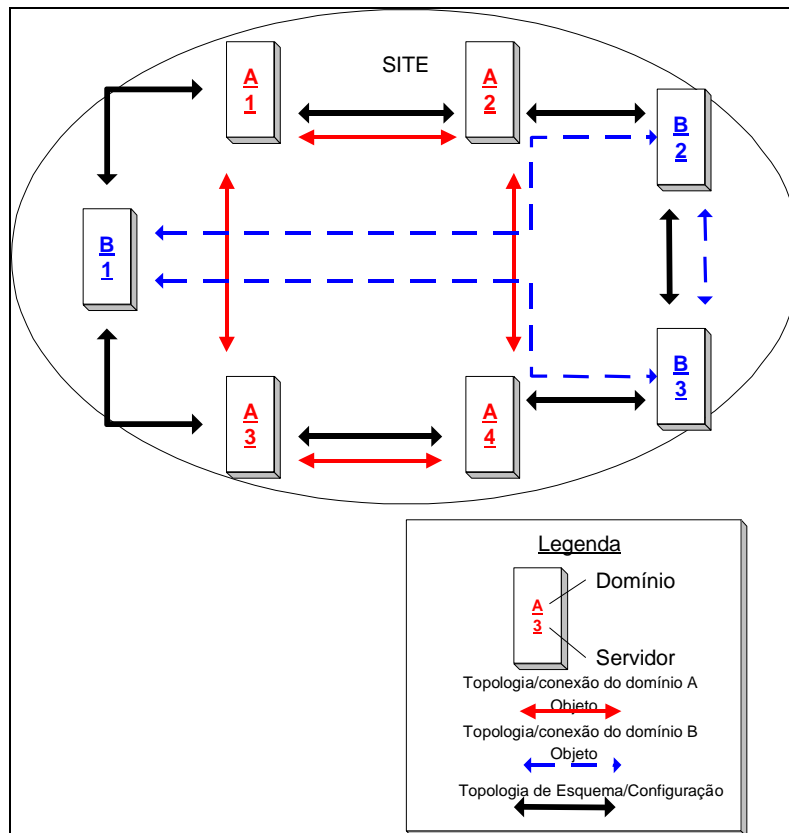 SITE
A
1
A
2
B
2
B
1
B
3
A
3
A
4
Legenda
Domínio
A
3
Servidor
Topologia/conexão do domínio A
Objeto
Topologia/conexão do domínio B
Objeto
Topologia de Esquema/Configuração